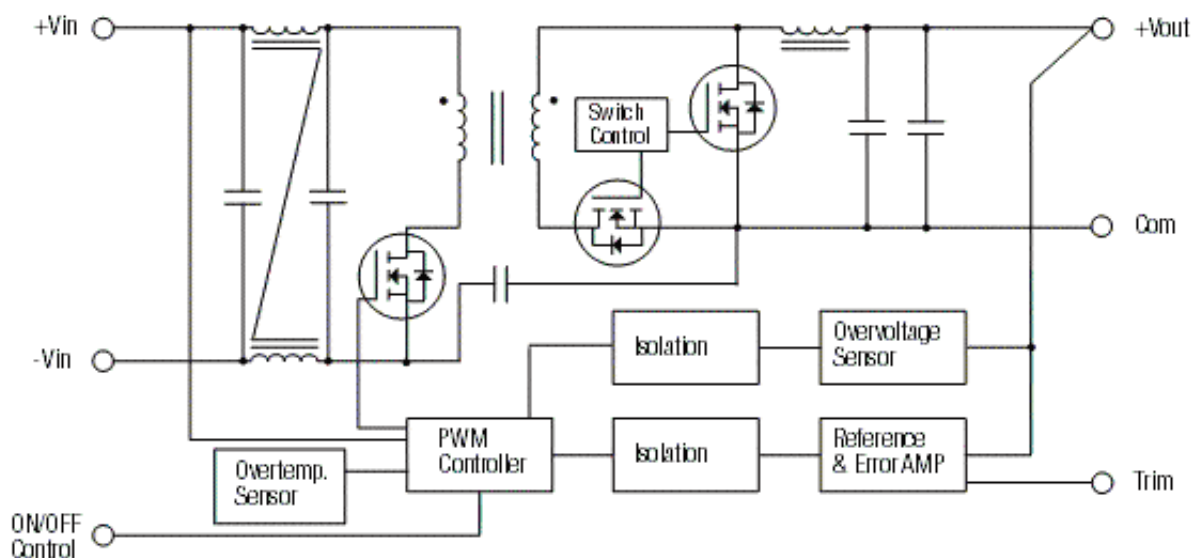 +Vin
+Vout
Switch
Control
Com
-Vin
Isolation
Overvoltage
Sensor
PWM
Controller
Isolation
Reference
& Error AMP
Overtemp.
Sensor
Trim
ON/OFF
Control